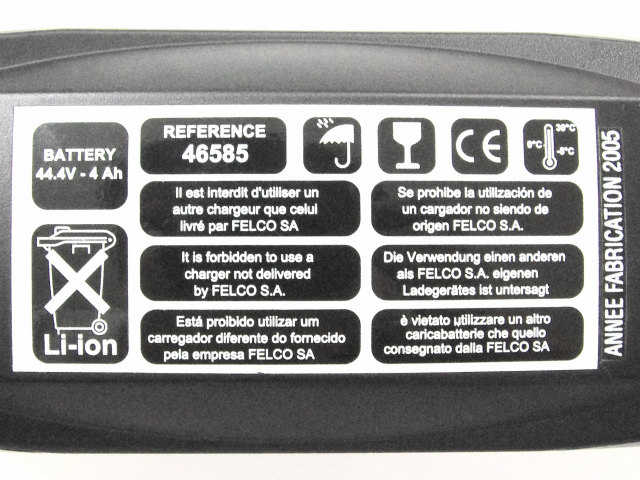 BATTERY
44.4V - 4 Ah
REFERENCE
46585
CE
30°C
0°C
Il est interdit d'utiliser un
autre chargeur que celui
livré par FELCO SA
Se prohibe la utilización de
un cargador no siendo de
origen FELCO S.A.
It is forbidden to use a
charger not delivered
by FELCO S.A.
Die Verwendung einen anderen
als FELCO S.A. eigenen
Ladegerätes ist untersagt
Li-ion
Está proibido utilizar um
carregador diferente do fornecido
pela empresa FELCO SA
è vietato µtilizzare un altro
caricabatterie che quello
consegnato dalla FELCO SA
ANNEE FABRICATION 2005